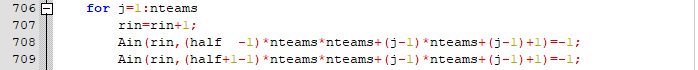 706 for j=1:nteams
707 rin=rin+1;
708 Ain(rin,(half  -1)*nteams*nteams+(j-1)*nteams+(j-1)+1)=-1;
709 Ain(rin,(half+1-1)*nteams*nteams+(j-1)*nteams+(j-1)+1)=-1;